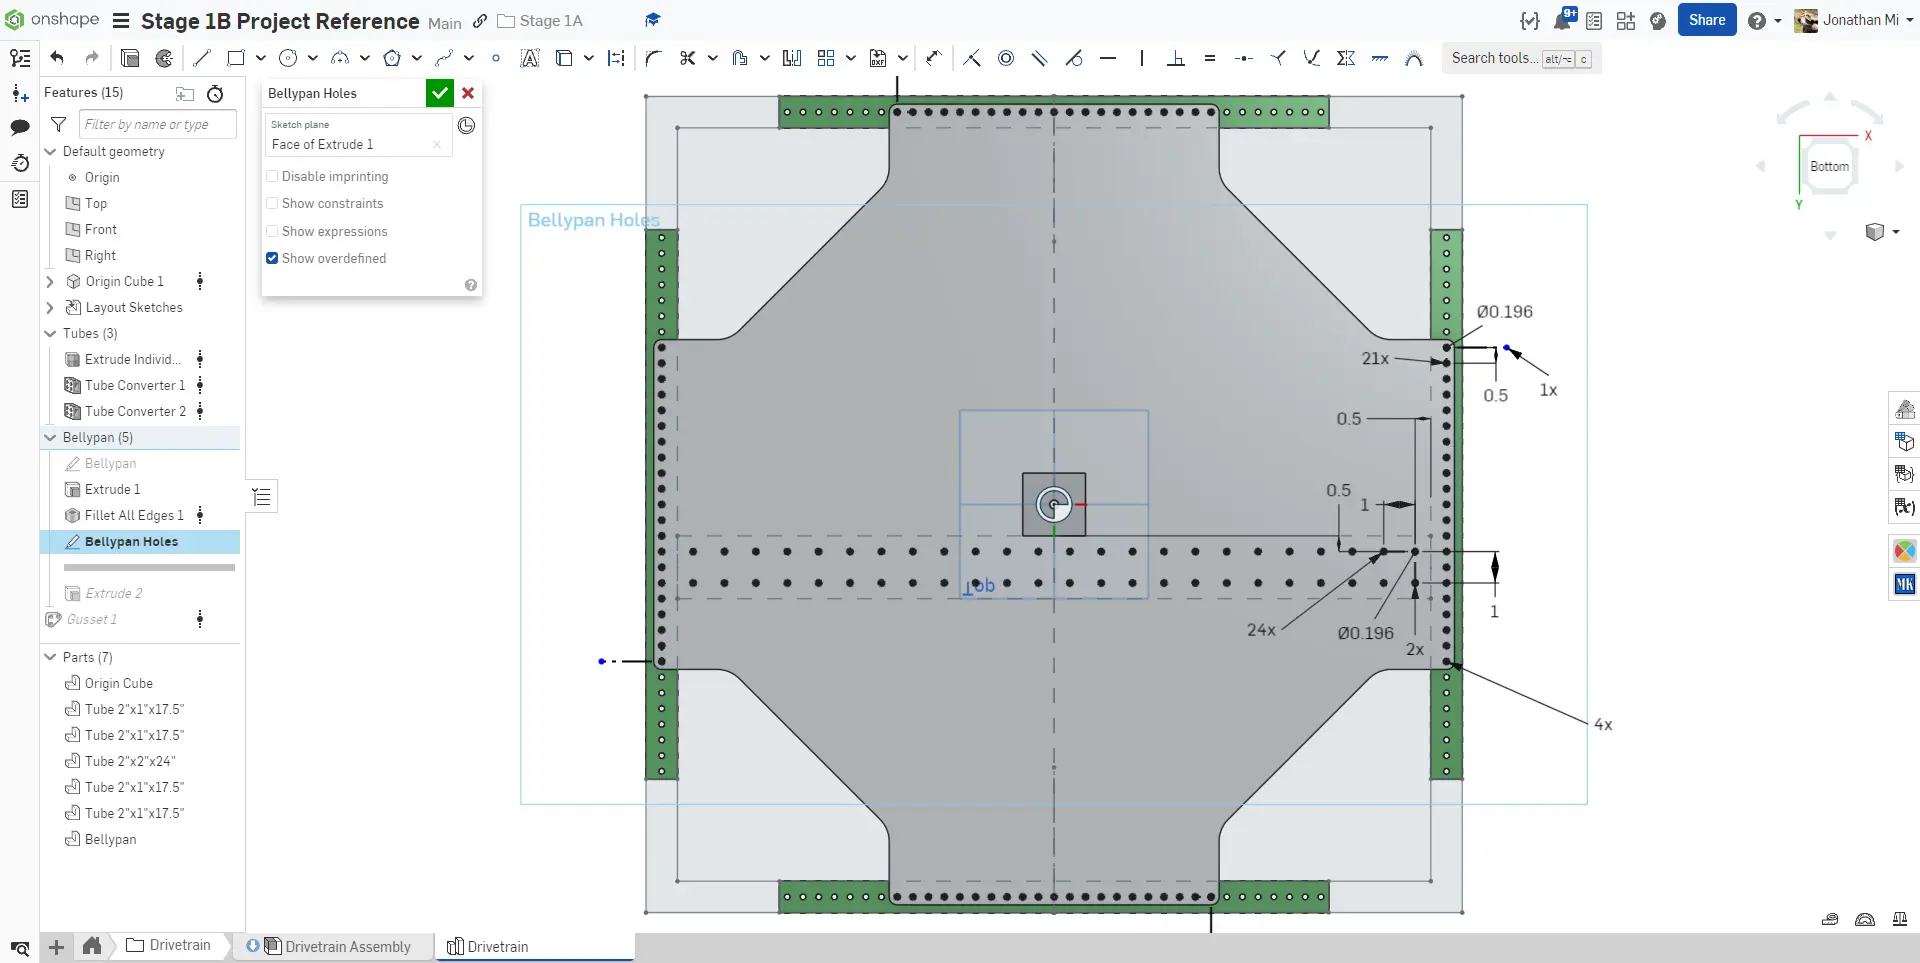 onshape Stage 1B Project Reference Main Stage 1A
9+ Share Jonathan Mi
Search tools... alt/⌥ c
Features (15)
Filter by name or type
Default geometry
Origin
Top
Front
Right
Origin Cube 1
Layout Sketches
Tubes (3)
Extrude Individ...
Tube Converter 1
Tube Converter 2
Bellypan (5)
Bellypan
Extrude 1
Fillet All Edges 1
Bellypan Holes
Extrude 2
Gusset 1
Parts (7)
Origin Cube
Tube 2"x1"x17.5"
Tube 2"x1"x17.5"
Tube 2"x2"x24"
Tube 2"x1"x17.5"
Tube 2"x1"x17.5"
Bellypan
Bellypan Holes
Sketch plane
Face of Extrude 1
Disable imprinting
Show constraints
Show expressions
Show overdefined
Bellypan Holes
Ø0.196
21x
1x
0.5
0.5
0.5
1
Top
24x
Ø0.196
2x
1
4x
X
Bottom
Y
MK
Drivetrain
Drivetrain Assembly
Drivetrain